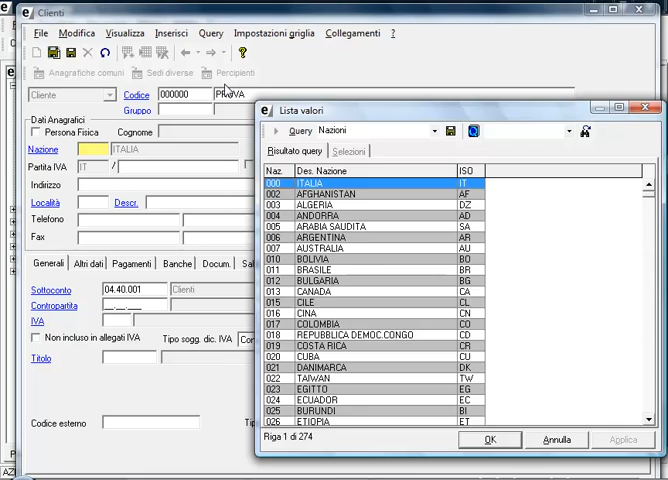 Clienti
File Modifica Visualizza Inserisci Query Impostazioni griglia Collegamenti ?
Anagrafiche comuni Sedi diverse Percipienti
Cliente Codice 000000 PROVA
Gruppo
Dati Anagrafici
Persona Fisica Cognome
Nazione ITALIA
Partita IVA IT /
Indirizzo
Località Descr.
Telefono
Fax
Generali Altri dati Pagamenti Banche Docum.
Sottoconto 04.40.001 Clienti
Contropartita __.__.___
IVA
Non incluso in allegati IVA Tipo sogg. dic. IVA
Titolo
Codice esterno
Lista valori
Query Nazioni
Risultato query Selezioni
Naz. Des. Nazione ISO
000 ITALIA IT
002 AFGHANISTAN AF
003 ALGERIA DZ
004 ANDORRA AD
005 ARABIA SAUDITA SA
006 ARGENTINA AR
007 AUSTRALIA AU
010 BOLIVIA BO
011 BRASILE BR
012 BULGARIA BG
013 CANADA CA
015 CILE CL
016 CINA CN
017 COLOMBIA CO
018 REPUBBLICA DEMOC.CONGO CD
019 COSTA RICA CR
020 CUBA CU
021 DANIMARCA DK
022 TAIWAN TW
023 EGITTO EG
024 ECUADOR EC
025 BURUNDI BI
026 ETIOPIA ET
Riga 1 di 274
OK Annulla Applica